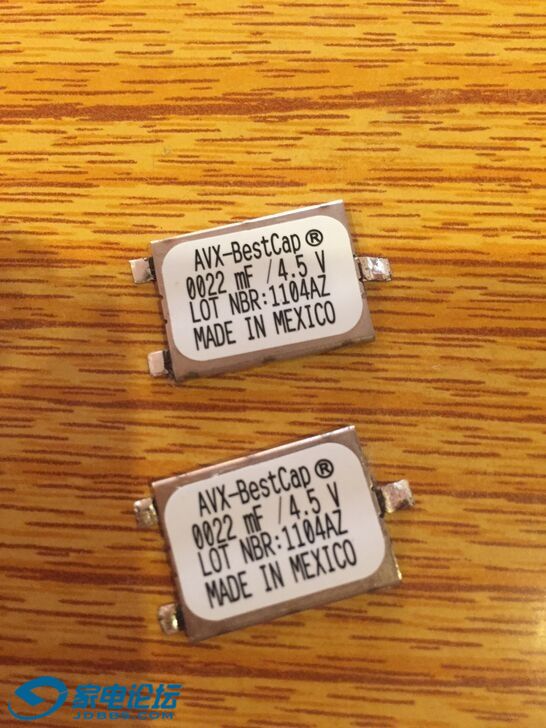 AVX-BestCap ®
0022 mF /4.5 V
LOT NBR:1104AZ
MADE IN MEXICO
AVX-BestCap ®
0022 mF /4.5 V
LOT NBR:1104AZ
MADE IN MEXICO
家电论坛
JDBBS.COM